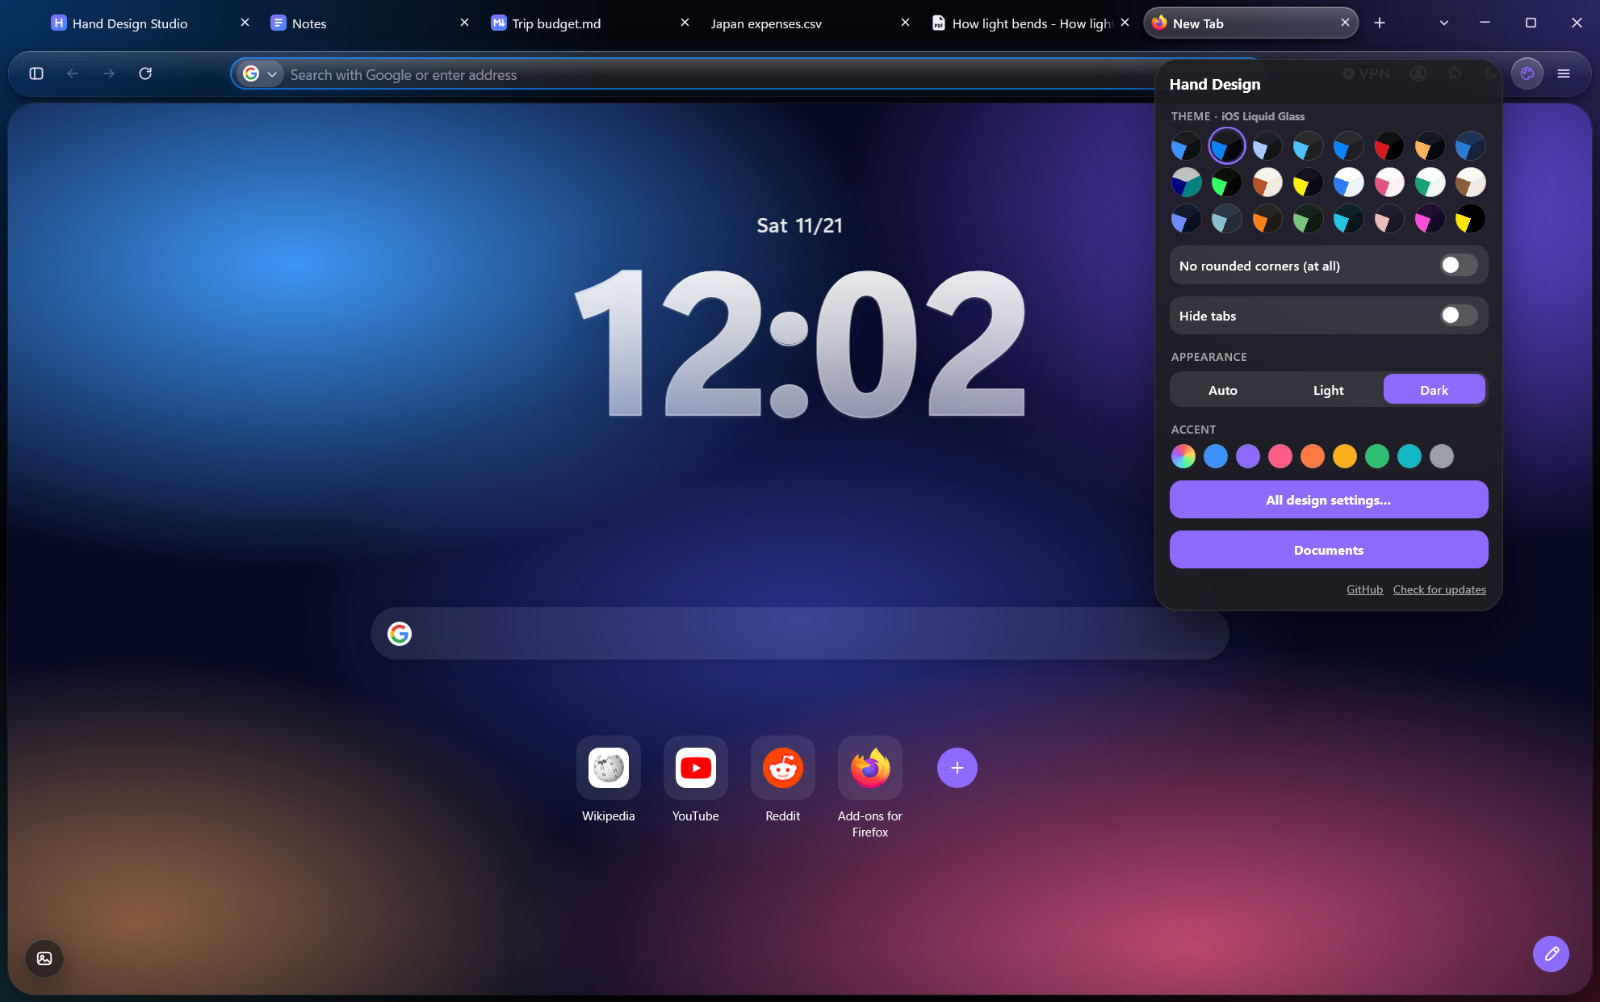 Hand Design Studio
Notes
Trip budget.md
Japan expenses.csv
How light bends - How light
New Tab
Search with Google or enter address
VPN
Hand Design
THEME · iOS Liquid Glass
No rounded corners (at all)
Hide tabs
APPEARANCE
Auto
Light
Dark
ACCENT
All design settings...
Documents
GitHub
Check for updates
Sat 11/21
12:02
Wikipedia
YouTube
Reddit
Add-ons for
Firefox